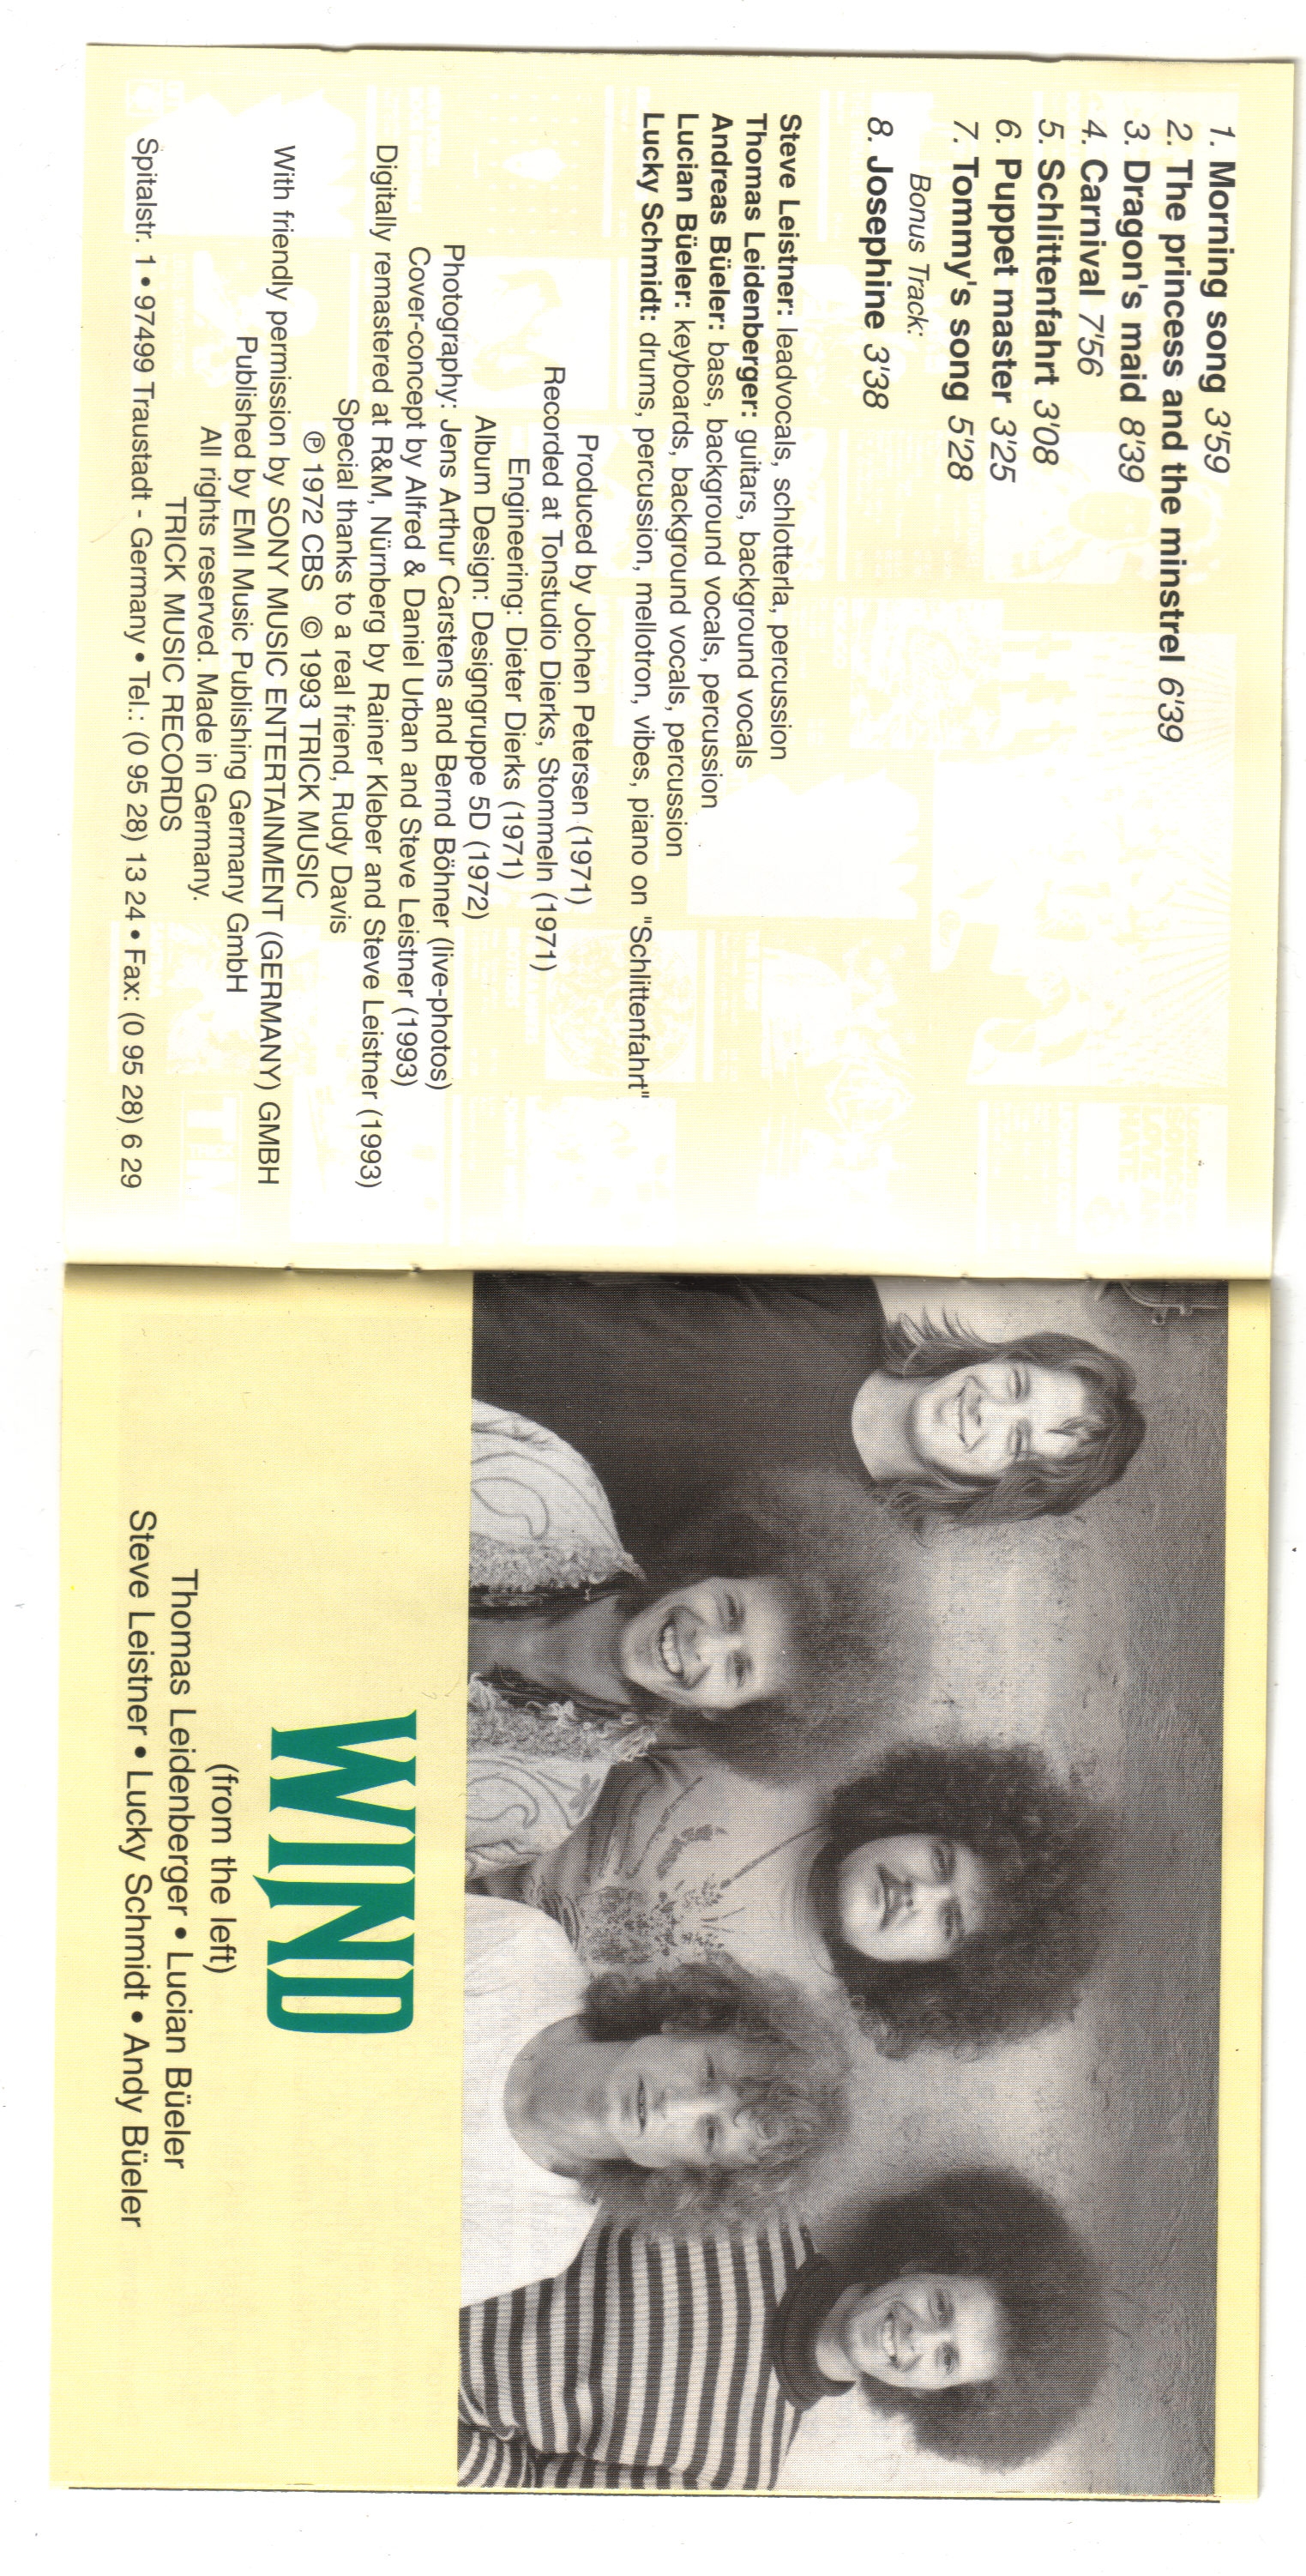 1. Morning song 3'59
2. The princess and the minstrel 6'39
3. Dragon's maid 8'39
4. Carnival 7'56
5. Schlittenfahrt 3'08
6. Puppet master 3'25
7. Tommy's song 5'28
Bonus Track:
8. Josephine 3'38
Steve Leistner: leadvocals, schlotterla, percussion
Thomas Leidenberger: guitars, background vocals
Andreas Büeler: bass, background vocals, percussion
Lucian Büeler: keyboards, background vocals, percussion
Lucky Schmidt: drums, percussion, mellotron, vibes, piano on "Schlittenfahrt"
Produced by Jochen Petersen (1971)
Recorded at Tonstudio Dierks, Stommeln (1971)
Engineering: Dieter Dierks (1971)
Album Design: Designgruppe 5D (1972)
Photography: Jens Arthur Carstens and Bernd Böhner (live-photos)
Cover-concept by Alfred & Daniel Urban and Steve Leistner (1993)
Digitally remastered at R&M, Nürnberg by Rainer Kleber and Steve Leistner (1993)
Special thanks to a real friend, Rudy Davis
℗ 1972 CBS © 1993 TRICK MUSIC
With friendly permission by SONY MUSIC ENTERTAINMENT (GERMANY) GMBH
Published by EMI Music Publishing Germany GmbH
All rights reserved. Made in Germany.
TRICK MUSIC RECORDS
Spitalstr. 1 • 97499 Traustadt - Germany • Tel.: (0 95 28) 13 24 • Fax: (0 95 28) 6 29
WIND
(from the left)
Thomas Leidenberger • Lucian Büeler
Steve Leistner • Lucky Schmidt • Andy Büeler